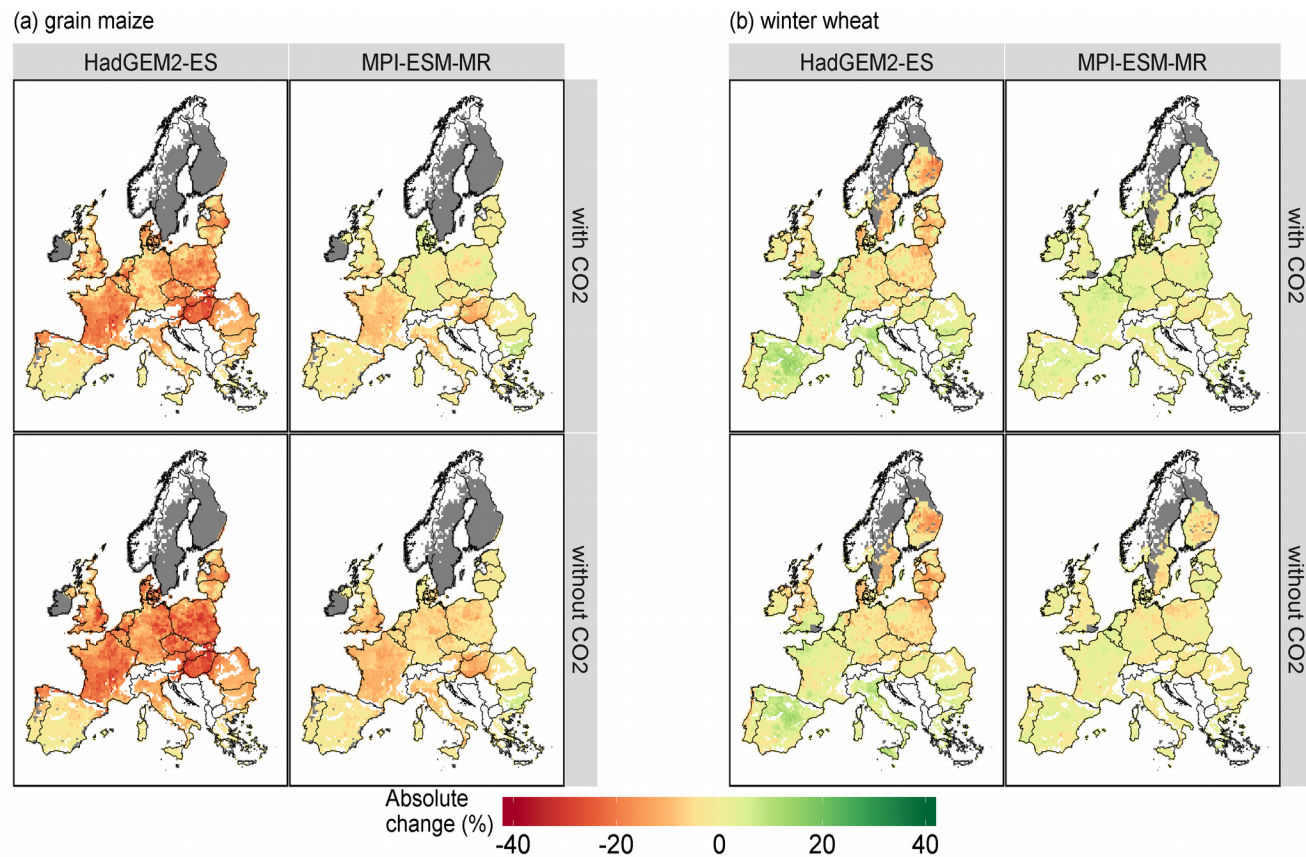 (a) grain maize
(b) winter wheat
HadGEM2-ES
MPI-ESM-MR
HadGEM2-ES
MPI-ESM-MR
with CO2
with CO2
without CO2
without CO2
Absolute
change (%)
-40
-20
0
20
40